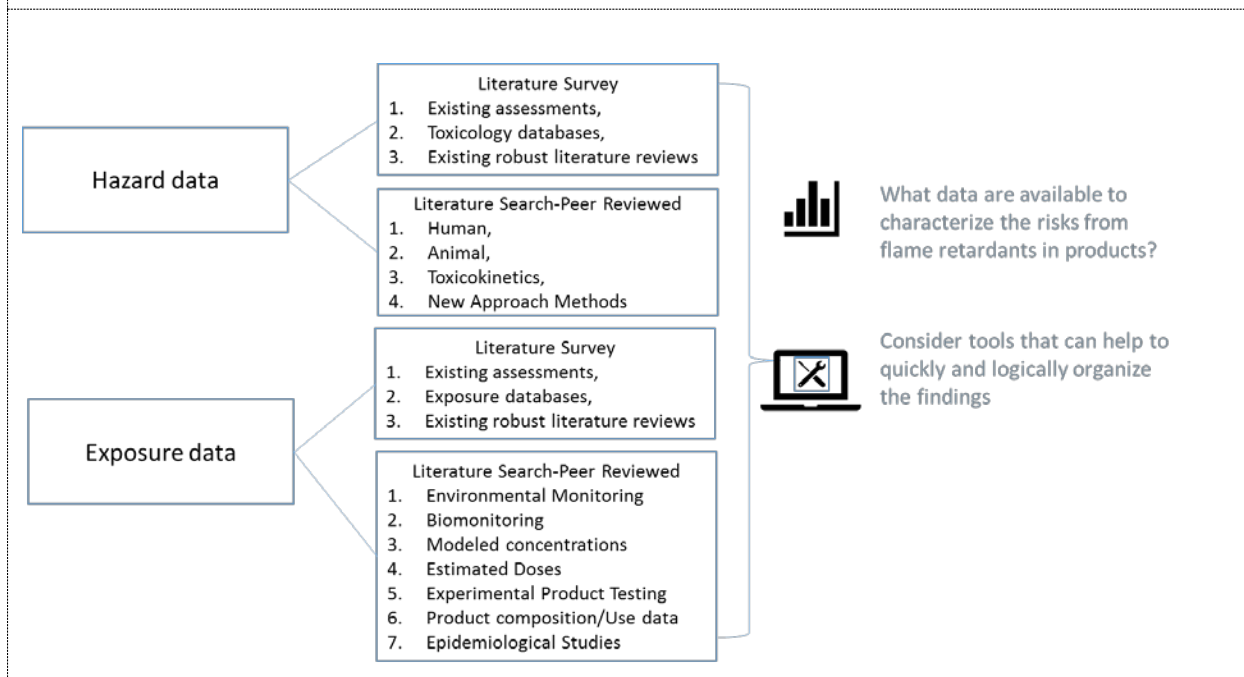 Hazard data
Literature Survey
1. Existing assessments,
2. Toxicology databases,
3. Existing robust literature reviews
Literature Search-Peer Reviewed
1. Human,
2. Animal,
3. Toxicokinetics,
4. New Approach Methods
Exposure data
Literature Survey
1. Existing assessments,
2. Exposure databases,
3. Existing robust literature reviews
Literature Search-Peer Reviewed
1. Environmental Monitoring
2. Biomonitoring
3. Modeled concentrations
4. Estimated Doses
5. Experimental Product Testing
6. Product composition/Use data
7. Epidemiological Studies
What data are available to
characterize the risks from
flame retardants in products?
Consider tools that can help to
quickly and logically organize
the findings